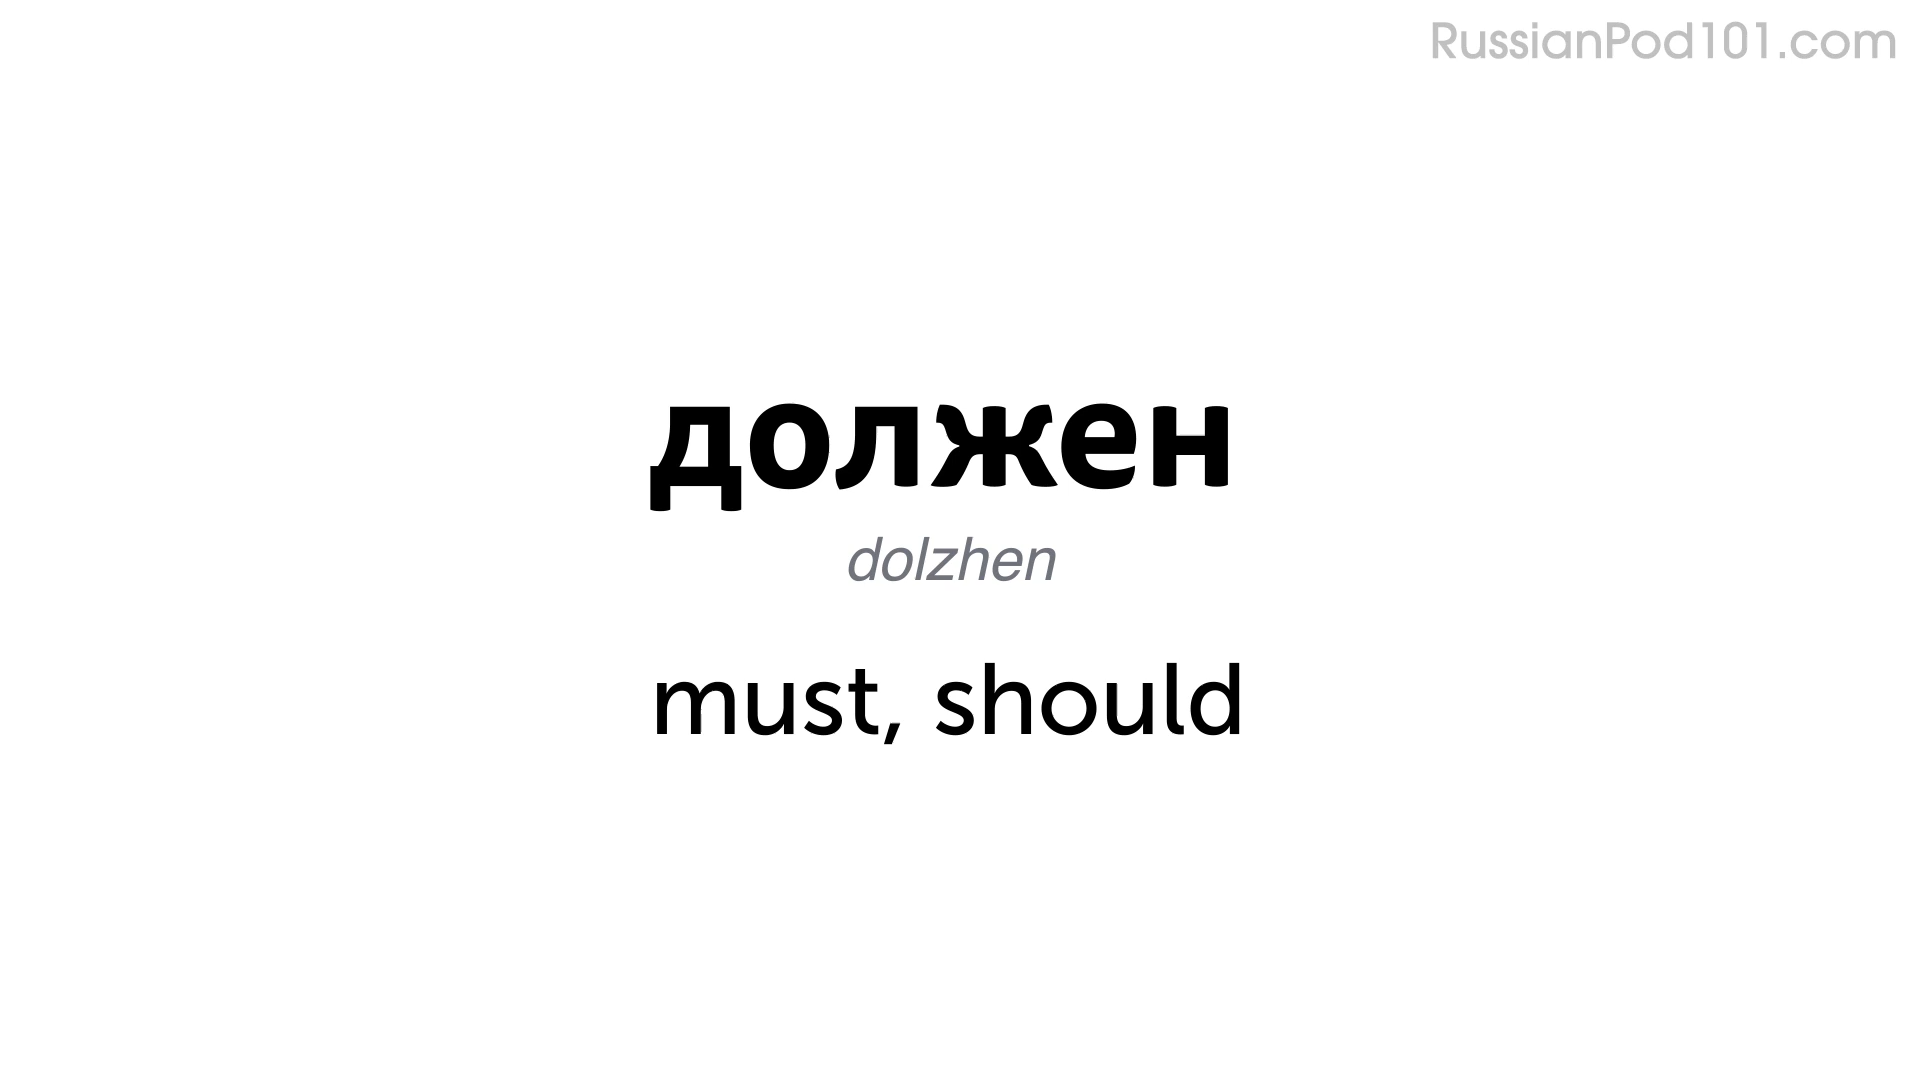 RussianPod101.com
должен
dolzhen
must, should